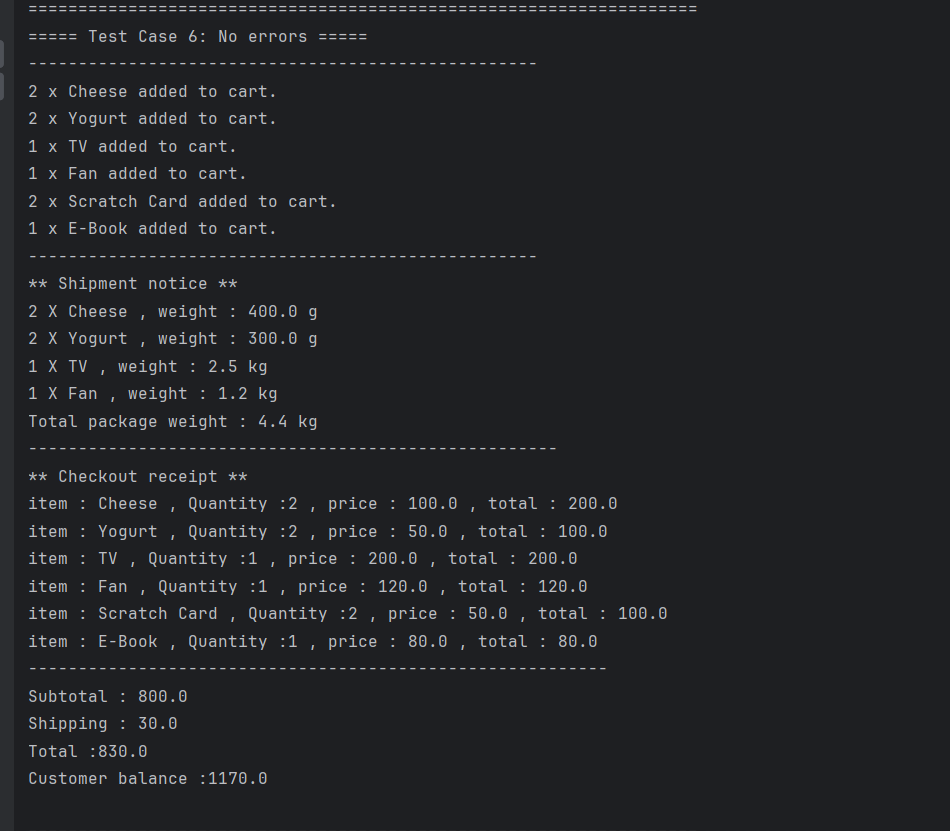 ===================================================================
===== Test Case 6: No errors =====
---------------------------------------------------
2 x Cheese added to cart.
2 x Yogurt added to cart.
1 x TV added to cart.
1 x Fan added to cart.
2 x Scratch Card added to cart.
1 x E-Book added to cart.
---------------------------------------------------
** Shipment notice **
2 X Cheese , weight : 400.0 g
2 X Yogurt , weight : 300.0 g
1 X TV , weight : 2.5 kg
1 X Fan , weight : 1.2 kg
Total package weight : 4.4 kg
-----------------------------------------------------
** Checkout receipt **
item : Cheese , Quantity :2 , price : 100.0 , total : 200.0
item : Yogurt , Quantity :2 , price : 50.0 , total : 100.0
item : TV , Quantity :1 , price : 200.0 , total : 200.0
item : Fan , Quantity :1 , price : 120.0 , total : 120.0
item : Scratch Card , Quantity :2 , price : 50.0 , total : 100.0
item : E-Book , Quantity :1 , price : 80.0 , total : 80.0
----------------------------------------------------------
Subtotal : 800.0
Shipping : 30.0
Total :830.0
Customer balance :1170.0